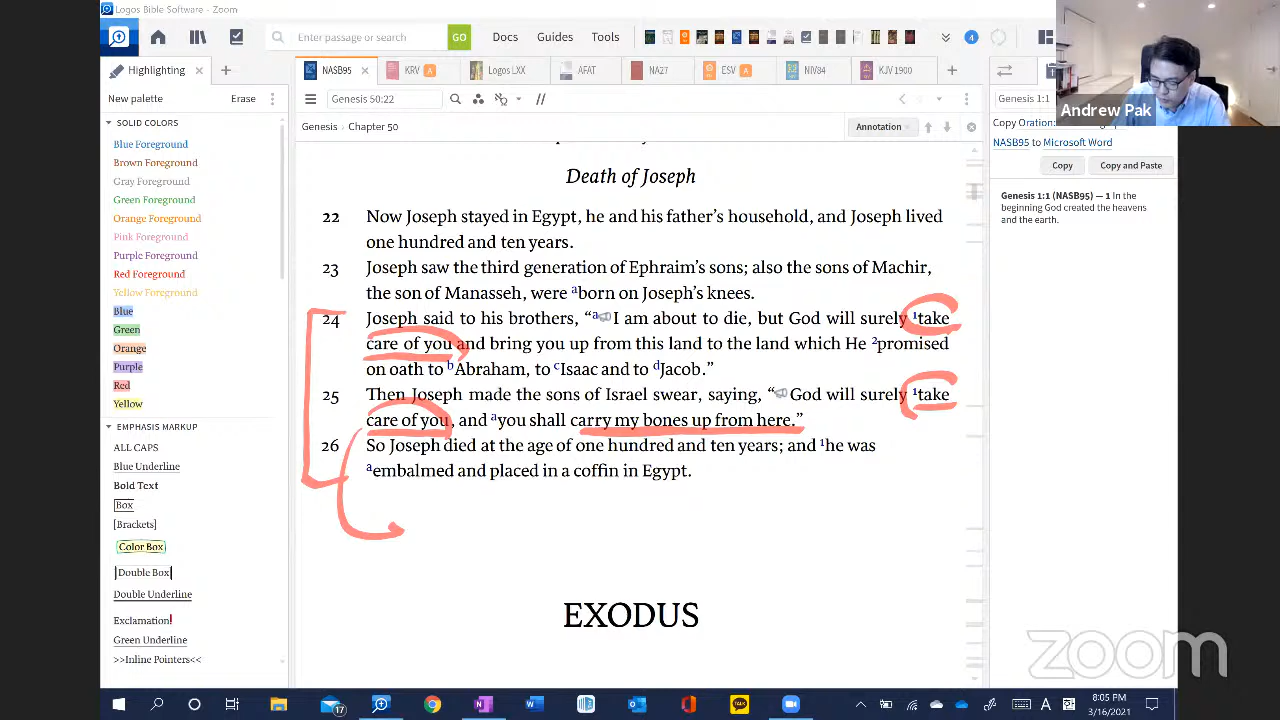 Logos Bible Software - Zoom
Enter passage or search
GO
Docs
Guides
Tools
4
Highlighting
NASB95
KRV A
Logos LXX
AFAT
NA27
ESV A
NIV84
KJV 1900
New palette
Erase
Genesis 50:22
Genesis 1:1
Andrew Pak
Genesis › Chapter 50
Annotation
Copy
NASB95 to Microsoft Word
Copy
Copy and Paste
Genesis 1:1 (NASB95) — 1 In the
beginning God created the heavens
and the earth.
SOLID COLORS
Blue Foreground
Brown Foreground
Gray Foreground
Green Foreground
Orange Foreground
Pink Foreground
Purple Foreground
Red Foreground
Yellow Foreground
Blue
Green
Orange
Purple
Red
Yellow
EMPHASIS MARKUP
ALL CAPS
Blue Underline
Bold Text
Box
[Brackets]
Color Box
Double Box
Double Underline
Exclamation!
Green Underline
>>Inline Pointers<<
Death of Joseph
22 Now Joseph stayed in Egypt, he and his father’s household, and Joseph lived
one hundred and ten years.
23 Joseph saw the third generation of Ephraim’s sons; also the sons of Machir,
the son of Manasseh, were a born on Joseph’s knees.
24 Joseph said to his brothers, “a I am about to die, but God will surely 1take
care of you and bring you up from this land to the land which He 2promised
on oath to bAbraham, to cIsaac and to dJacob.”
25 Then Joseph made the sons of Israel swear, saying, “God will surely 1take
care of you, and ayou shall carry my bones up from here.”
26 So Joseph died at the age of one hundred and ten years; and 1he was
aembalmed and placed in a coffin in Egypt.
EXODUS
zoom
17
TALK
A
8:05 PM
3/16/2021